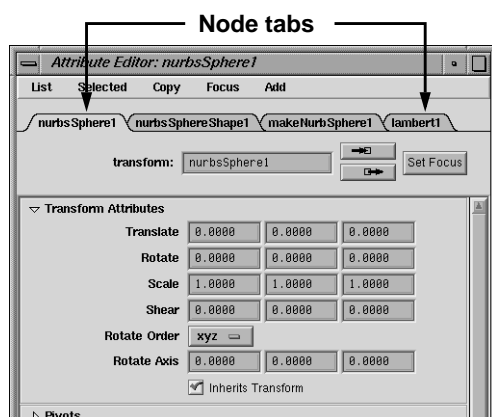 Node tabs
Attribute Editor: nurbsSphere1
List Selected Copy Focus Add
nurbsSphere1 nurbsSphereShape1 makeNurbSphere1 lambert1
transform: nurbsSphere1 Set Focus
Transform Attributes
Translate 0.0000 0.0000 0.0000
Rotate 0.0000 0.0000 0.0000
Scale 1.0000 1.0000 1.0000
Shear 0.0000 0.0000 0.0000
Rotate Order xyz
Rotate Axis 0.0000 0.0000 0.0000
Inherits Transform
Pivots